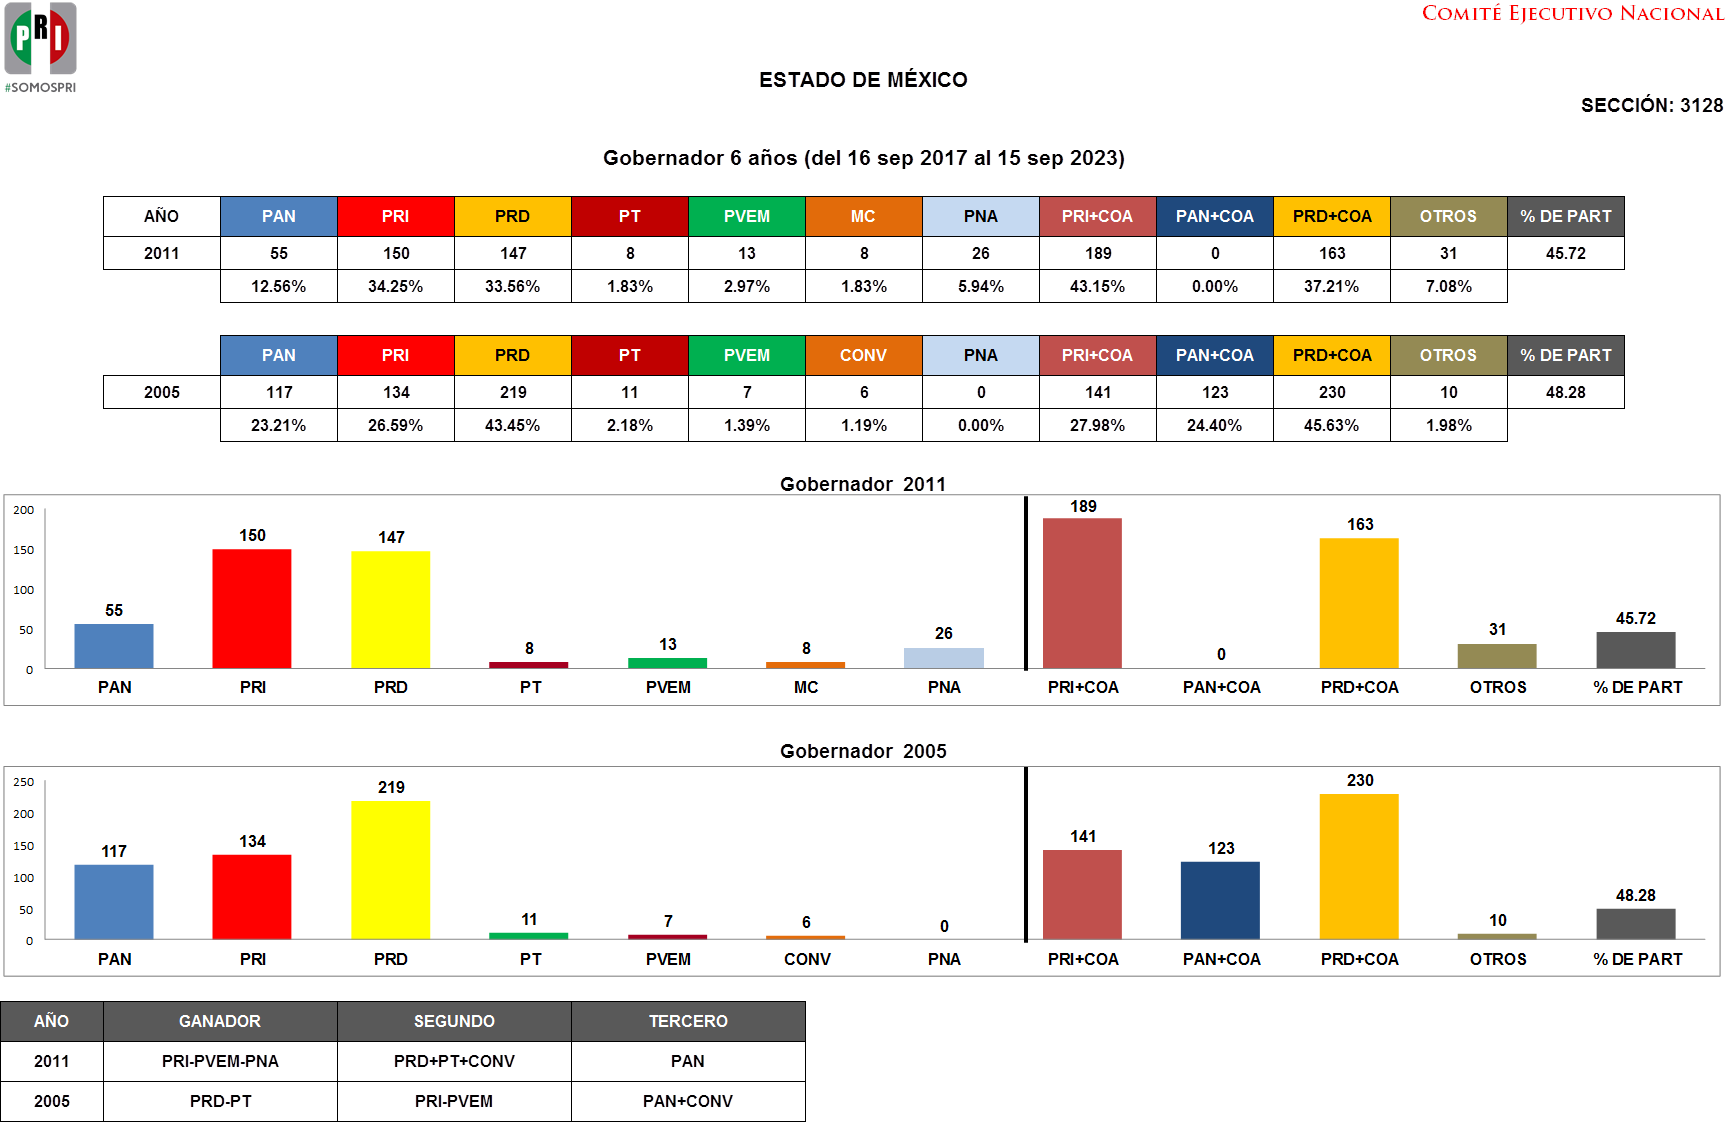 PRI
#SOMOSPRI
COMITÉ EJECUTIVO NACIONAL
ESTADO DE MÉXICO
SECCIÓN: 3128
Gobernador 6 años (del 16 sep 2017 al 15 sep 2023)
AÑO PAN PRI PRD PT PVEM MC PNA PRI+COA PAN+COA PRD+COA OTROS % DE PART
2011 55 150 147 8 13 8 26 189 0 163 31 45.72
12.56% 34.25% 33.56% 1.83% 2.97% 1.83% 5.94% 43.15% 0.00% 37.21% 7.08%
PAN PRI PRD PT PVEM CONV PNA PRI+COA PAN+COA PRD+COA OTROS % DE PART
2005 117 134 219 11 7 6 0 141 123 230 10 48.28
23.21% 26.59% 43.45% 2.18% 1.39% 1.19% 0.00% 27.98% 24.40% 45.63% 1.98%
Gobernador 2011
200
150
100
50
0
55 150 147 8 13 8 26 189 0 163 31 45.72
PAN PRI PRD PT PVEM MC PNA PRI+COA PAN+COA PRD+COA OTROS % DE PART
Gobernador 2005
250
200
150
100
50
0
117 134 219 11 7 6 0 141 123 230 10 48.28
PAN PRI PRD PT PVEM CONV PNA PRI+COA PAN+COA PRD+COA OTROS % DE PART
AÑO GANADOR SEGUNDO TERCERO
2011 PRI-PVEM-PNA PRD+PT+CONV PAN
2005 PRD-PT PRI-PVEM PAN+CONV